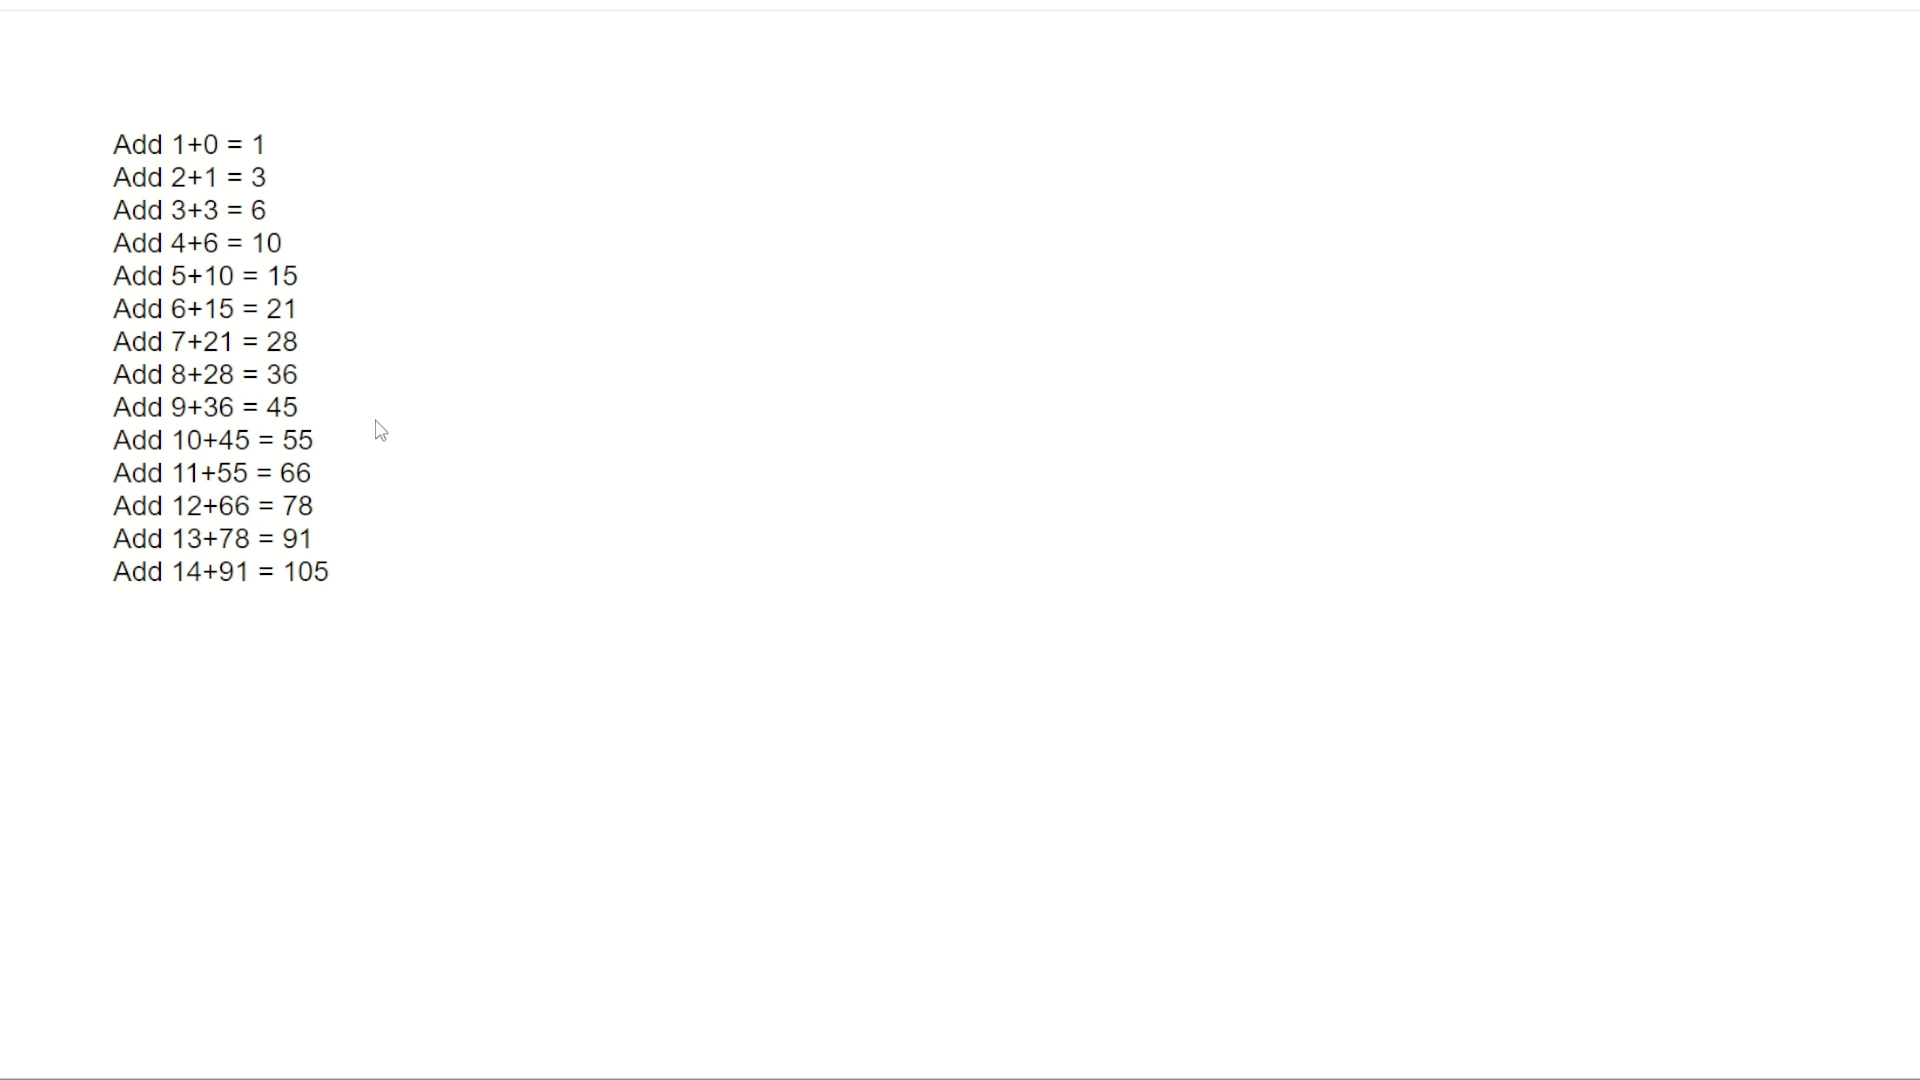 Add 1+0 = 1
Add 2+1 = 3
Add 3+3 = 6
Add 4+6 = 10
Add 5+10 = 15
Add 6+15 = 21
Add 7+21 = 28
Add 8+28 = 36
Add 9+36 = 45
Add 10+45 = 55
Add 11+55 = 66
Add 12+66 = 78
Add 13+78 = 91
Add 14+91 = 105